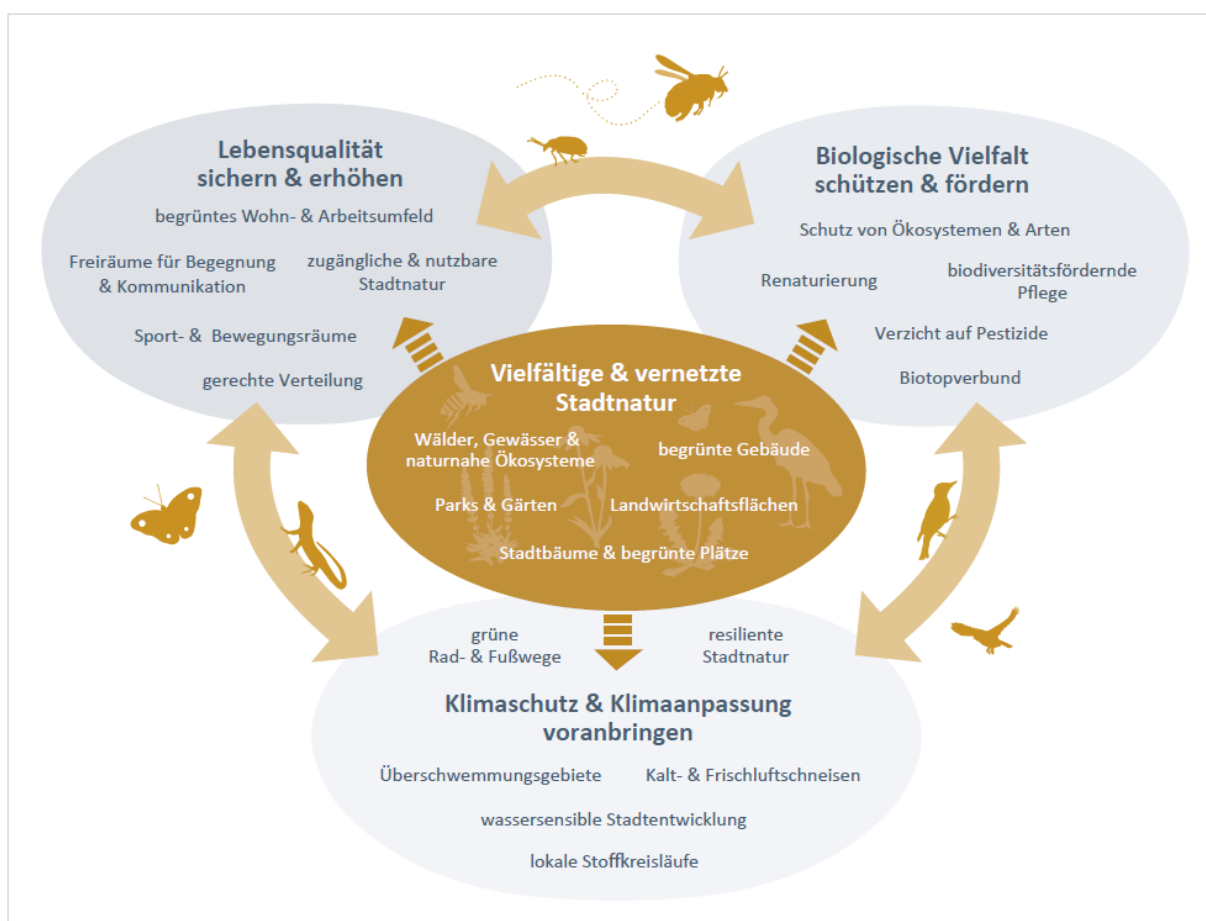 Lebensqualität
sichern & erhöhen
begrüntes Wohn- & Arbeitsumfeld
Freiräume für Begegnung
& Kommunikation
zugängliche & nutzbare
Stadtnatur
Sport- & Bewegungsräume
gerechte Verteilung
Biologische Vielfalt
schützen & fördern
Schutz von Ökosystemen & Arten
Renaturierung
biodiversitätsfördernde
Pflege
Verzicht auf Pestizide
Biotopverbund
Vielfältige & vernetzte
Stadtnatur
Wälder, Gewässer &
naturnahe Ökosysteme
begrünte Gebäude
Parks & Gärten
Landwirtschaftsflächen
Stadtbäume & begrünte Plätze
grüne
Rad- & Fußwege
resiliente
Stadtnatur
Klimaschutz & Klimaanpassung
voranbringen
Überschwemmungsgebiete
Kalt- & Frischluftschneisen
wassersensible Stadtentwicklung
lokale Stoffkreisläufe